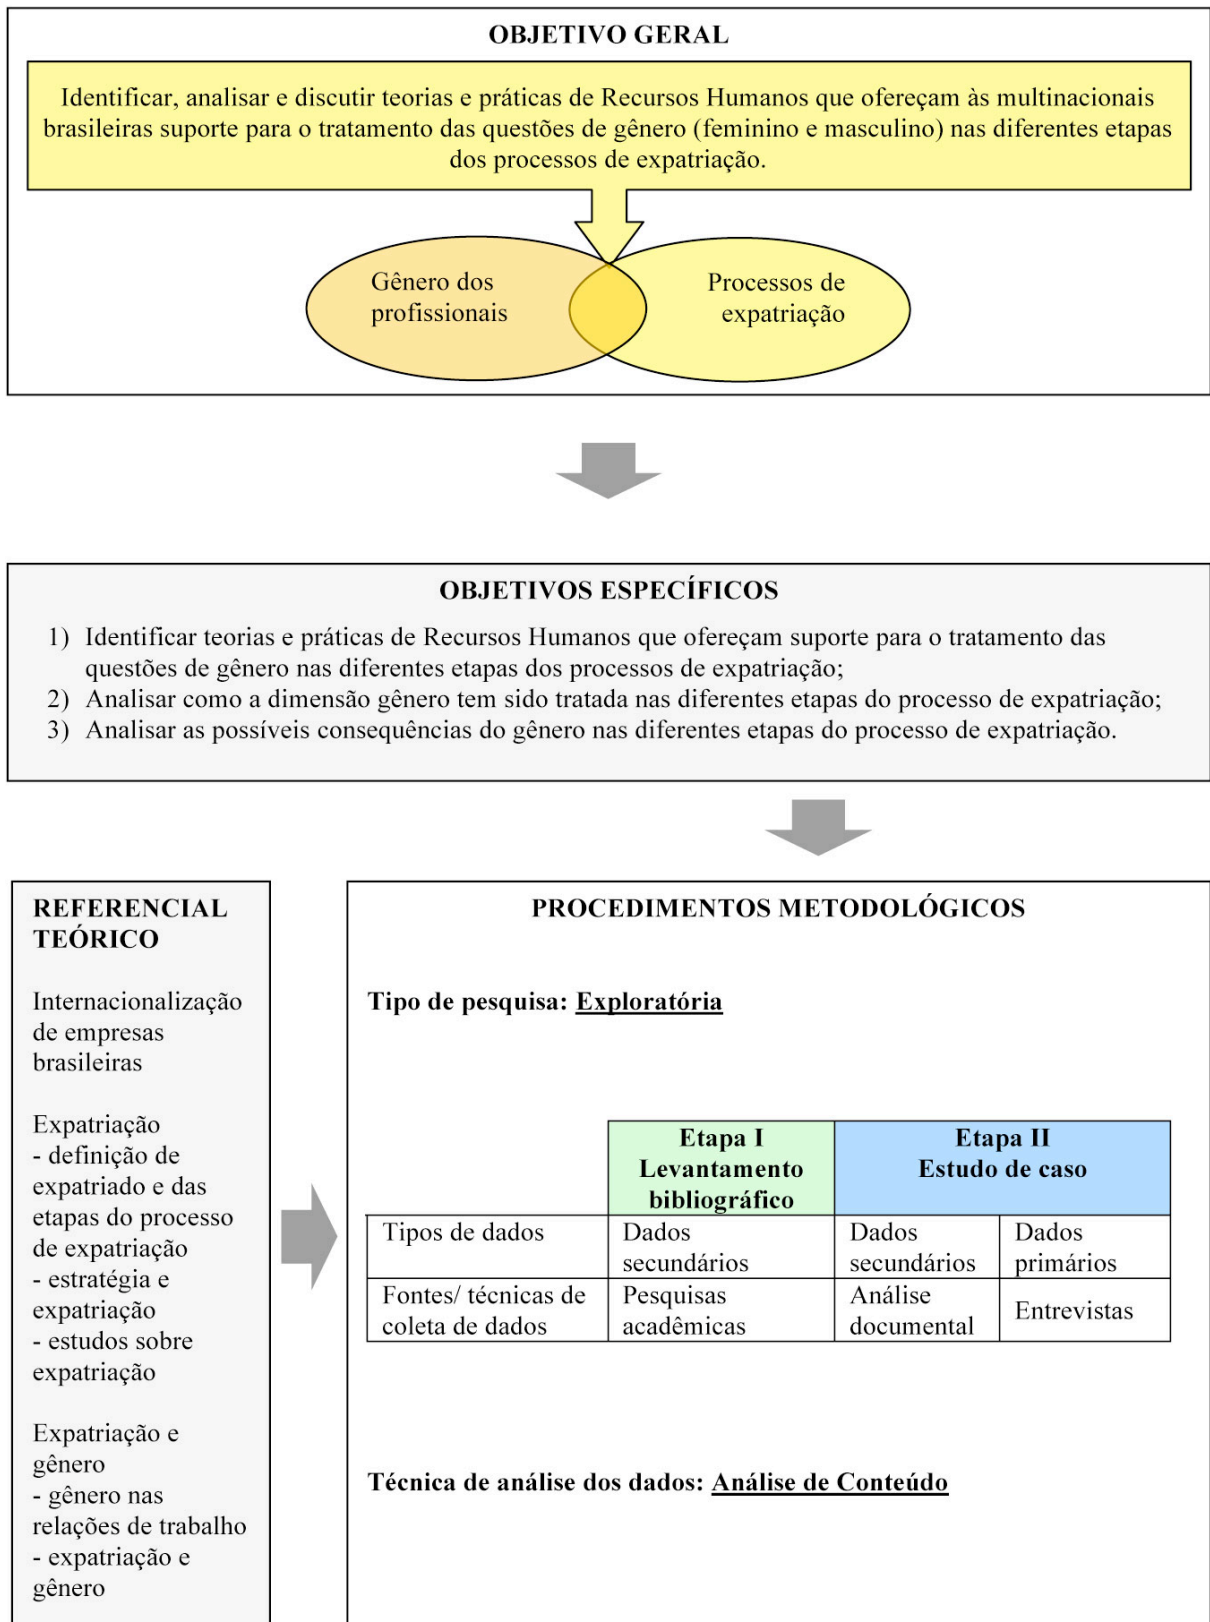 OBJETIVO GERAL
Identificar, analisar e discutir teorias e práticas de Recursos Humanos que ofereçam às multinacionais
brasileiras suporte para o tratamento das questões de gênero (feminino e masculino) nas diferentes etapas
dos processos de expatriação.
Gênero dos
profissionais
Processos de
expatriação
OBJETIVOS ESPECÍFICOS
1) Identificar teorias e práticas de Recursos Humanos que ofereçam suporte para o tratamento das
questões de gênero nas diferentes etapas dos processos de expatriação;
2) Analisar como a dimensão gênero tem sido tratada nas diferentes etapas do processo de expatriação;
3) Analisar as possíveis consequências do gênero nas diferentes etapas do processo de expatriação.
REFERENCIAL
TEÓRICO
Internacionalização
de empresas
brasileiras
Expatriação
- definição de
expatriado e das
etapas do processo
de expatriação
- estratégia e
expatriação
- estudos sobre
expatriação
Expatriação e
gênero
- gênero nas
relações de trabalho
- expatriação e
gênero
PROCEDIMENTOS METODOLÓGICOS
Tipo de pesquisa: Exploratória
Etapa I
Levantamento
bibliográfico
Etapa II
Estudo de caso
Tipos de dados
Dados
secundários
Dados
secundários
Dados
primários
Fontes/ técnicas de
coleta de dados
Pesquisas
acadêmicas
Análise
documental
Entrevistas
Técnica de análise dos dados: Análise de Conteúdo